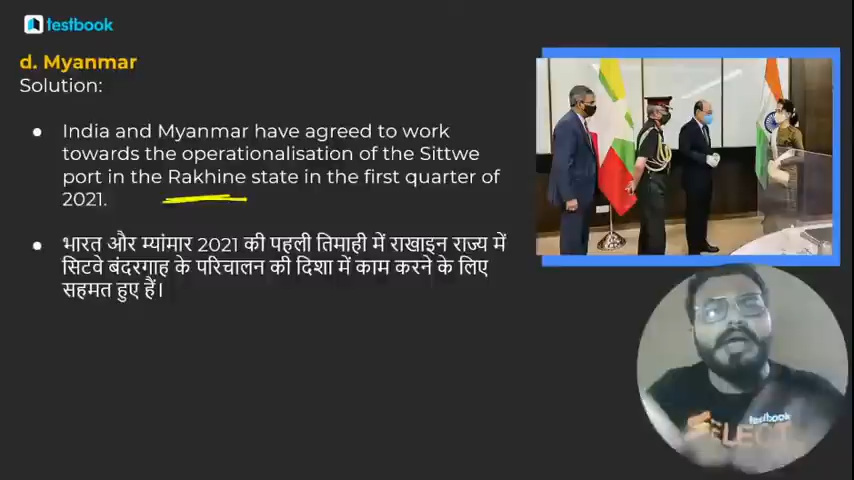 testbook
d. Myanmar
Solution:
● India and Myanmar have agreed to work
towards the operationalisation of the Sittwe
port in the Rakhine state in the first quarter of
2021.
● भारत और म्यांमार 2021 की पहली तिमाही में राखाइन राज्य में
सिटवे बंदरगाह के परिचालन की दिशा में काम करने के लिए
सहमत हुए हैं।
testbook
SELECT